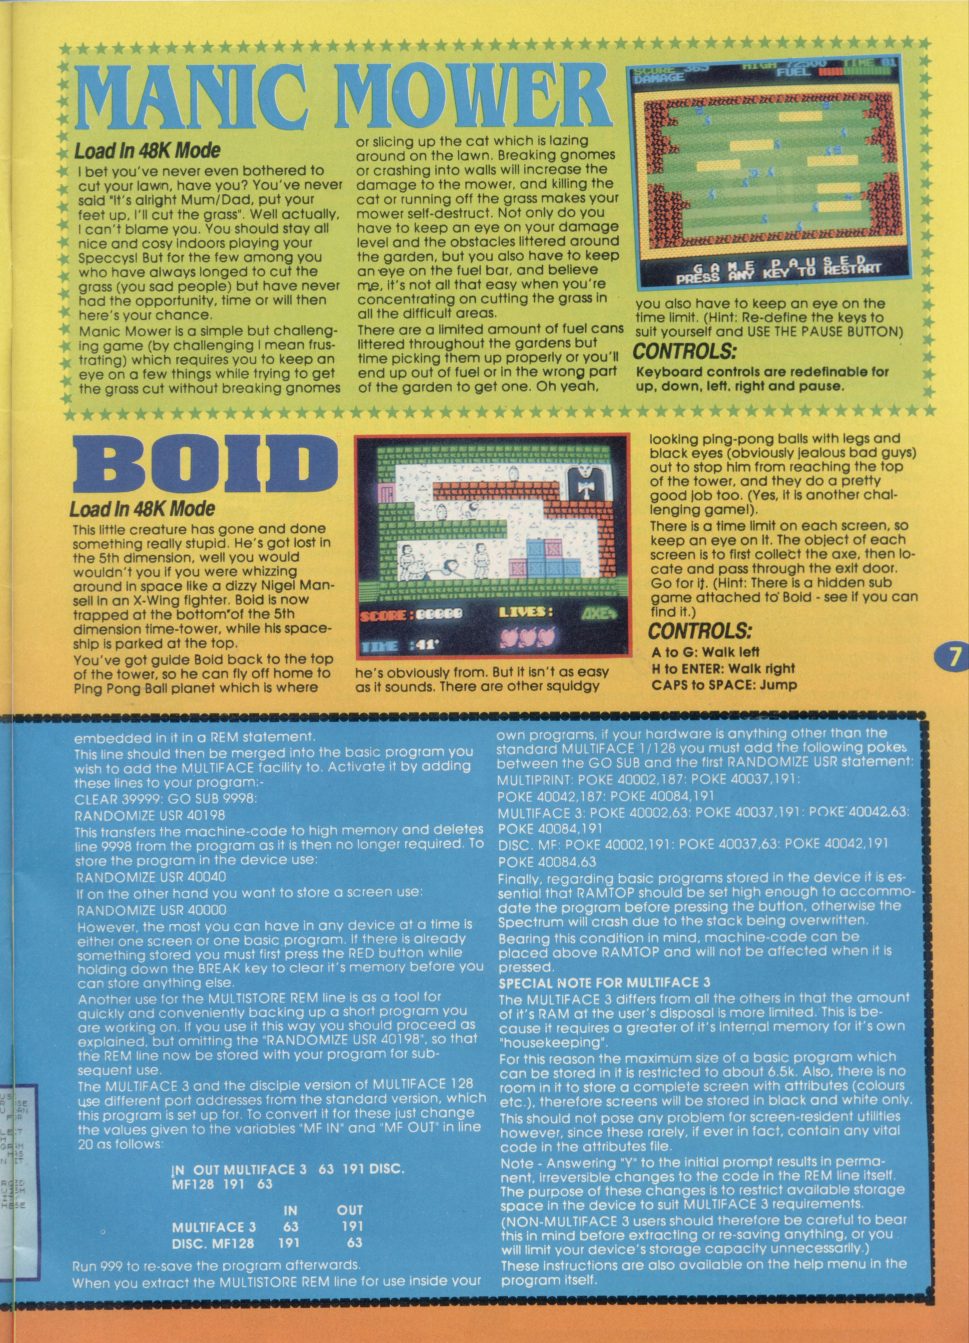 MANIC MOWER
Load In 48K Mode
I bet you've never even bothered to
cut your lawn, have you? You've never
said "It's alright Mum/Dad, put your
feet up, I'll cut the grass". Well actually,
I can't blame you. You should stay all
nice and cosy indoors playing your
Speccys! But for the few among you
who have always longed to cut the
grass (you sad people) but have never
had the opportunity, time or will then
here's your chance.
Manic Mower is a simple but challeng-
ing game (by challenging I mean frus-
trating) which requires you to keep an
eye on a few things while trying to get
the grass cut without breaking gnomes
or slicing up the cat which is lazing
around on the lawn. Breaking gnomes
or crashing into walls will increase the
damage to the mower, and killing the
cat or running off the grass makes your
mower self-destruct. Not only do you
have to keep an eye on your damage
level and the obstacles littered around
the garden, but you also have to keep
an eye on the fuel bar, and believe
me, it's not all that easy when you're
concentrating on cutting the grass in
all the difficult areas.
There are a limited amount of fuel cans
littered throughout the gardens but
time picking them up properly or you'll
end up out of fuel or in the wrong part
of the garden to get one. Oh yeah,
SCORE 365 HIGH 72500 TIME 81
DAMAGE FUEL
GAME PAUSED
PRESS ANY KEY TO RESTART
you also have to keep an eye on the
time limit. (Hint: Re-define the keys to
suit yourself and USE THE PAUSE BUTTON)
CONTROLS:
Keyboard controls are redefinable for
up, down, left, right and pause.
BOID
Load In 48K Mode
This little creature has gone and done
something really stupid. He's got lost in
the 5th dimension, well you would
wouldn't you if you were whizzing
around in space like a dizzy Nigel Man-
sell in an X-Wing fighter. Boid is now
trapped at the bottom of the 5th
dimension time-tower, while his space-
ship is parked at the top.
You've got guide Boid back to the top
of the tower, so he can fly off home to
Ping Pong Ball planet which is where
SCORE:00000 LIVES: AXE
TIME :41'
he's obviously from. But it isn't as easy
as it sounds. There are other squidgy
looking ping-pong balls with legs and
black eyes (obviously jealous bad guys)
out to stop him from reaching the top
of the tower, and they do a pretty
good job too. (Yes, it is another chal-
lenging game!).
There is a time limit on each screen, so
keep an eye on it. The object of each
screen is to first collect the axe, then lo-
cate and pass through the exit door.
Go for it. (Hint: There is a hidden sub
game attached to Boid - see if you can
find it.)
CONTROLS:
A to G: Walk left
H to ENTER: Walk right
CAPS to SPACE: Jump
7
embedded in it in a REM statement.
This line should then be merged into the basic program you
wish to add the MULTIFACE facility to. Activate it by adding
these lines to your program:-
CLEAR 39999: GO SUB 9998:
RANDOMIZE USR 40198
This transfers the machine-code to high memory and deletes
line 9998 from the program as it is then no longer required. To
store the program in the device use:
RANDOMIZE USR 40040
If on the other hand you want to store a screen use:
RANDOMIZE USR 40000
However, the most you can have in any device at a time is
either one screen or one basic program. If there is already
something stored you must first press the RED button while
holding down the BREAK key to clear it's memory before you
can store anything else.
Another use for the MULTISTORE REM line is as a tool for
quickly and conveniently backing up a short program you
are working on. If you use it this way you should proceed as
explained, but omitting the "RANDOMIZE USR 40198", so that
the REM line now be stored with your program for sub-
sequent use.
The MULTIFACE 3 and the disciple version of MULTIFACE 128
use different port addresses from the standard version, which
this program is set up for. To convert it for these just change
the values given to the variables "MF IN" and "MF OUT" in line
20 as follows:
IN OUT MULTIFACE 3 63 191 DISC.
MF128 191 63
IN OUT
MULTIFACE 3 63 191
DISC. MF128 191 63
Run 999 to re-save the program afterwards.
When you extract the MULTISTORE REM line for use inside your
own programs, if your hardware is anything other than the
standard MULTIFACE 1/128 you must add the following pokes
between the GO SUB and the first RANDOMIZE USR statement:
MULTIPRINT: POKE 40002,187: POKE 40037,191:
POKE 40042,187: POKE 40084,191
MULTIFACE 3: POKE 40002,63: POKE 40037,191: POKE 40042,63:
POKE 40084,191
DISC. MF: POKE 40002,191: POKE 40037,63: POKE 40042,191
POKE 40084,63
Finally, regarding basic programs stored in the device it is es-
sential that RAMTOP should be set high enough to accommo-
date the program before pressing the button, otherwise the
Spectrum will crash due to the stack being overwritten.
Bearing this condition in mind, machine-code can be
placed above RAMTOP and will not be affected when it is
pressed.
SPECIAL NOTE FOR MULTIFACE 3
The MULTIFACE 3 differs from all the others in that the amount
of it's RAM at the user's disposal is more limited. This is be-
cause it requires a greater of it's internal memory for it's own
"housekeeping".
For this reason the maximum size of a basic program which
can be stored in it is restricted to about 6.5k. Also, there is no
room in it to store a complete screen with attributes (colours
etc.), therefore screens will be stored in black and white only.
This should not pose any problem for screen-resident utilities
however, since these rarely, if ever in fact, contain any vital
code in the attributes file.
Note - Answering "Y" to the initial prompt results in perma-
nent, irreversible changes to the code in the REM line itself.
The purpose of these changes is to restrict available storage
space in the device to suit MULTIFACE 3 requirements.
(NON-MULTIFACE 3 users should therefore be careful to bear
this in mind before extracting or re-saving anything, or you
will limit your device's storage capacity unnecessarily.)
These instructions are also available on the help menu in the
program itself.